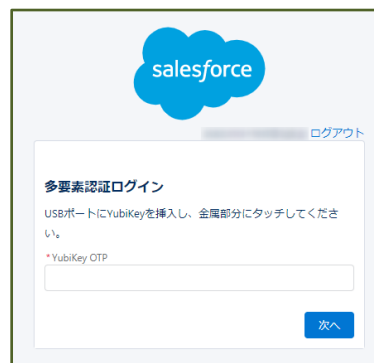 salesforce
ログアウト
多要素認証ログイン
USBポートにYubiKeyを挿入し、金属部分にタッチしてくださ
い。
*YubiKey OTP
次へ